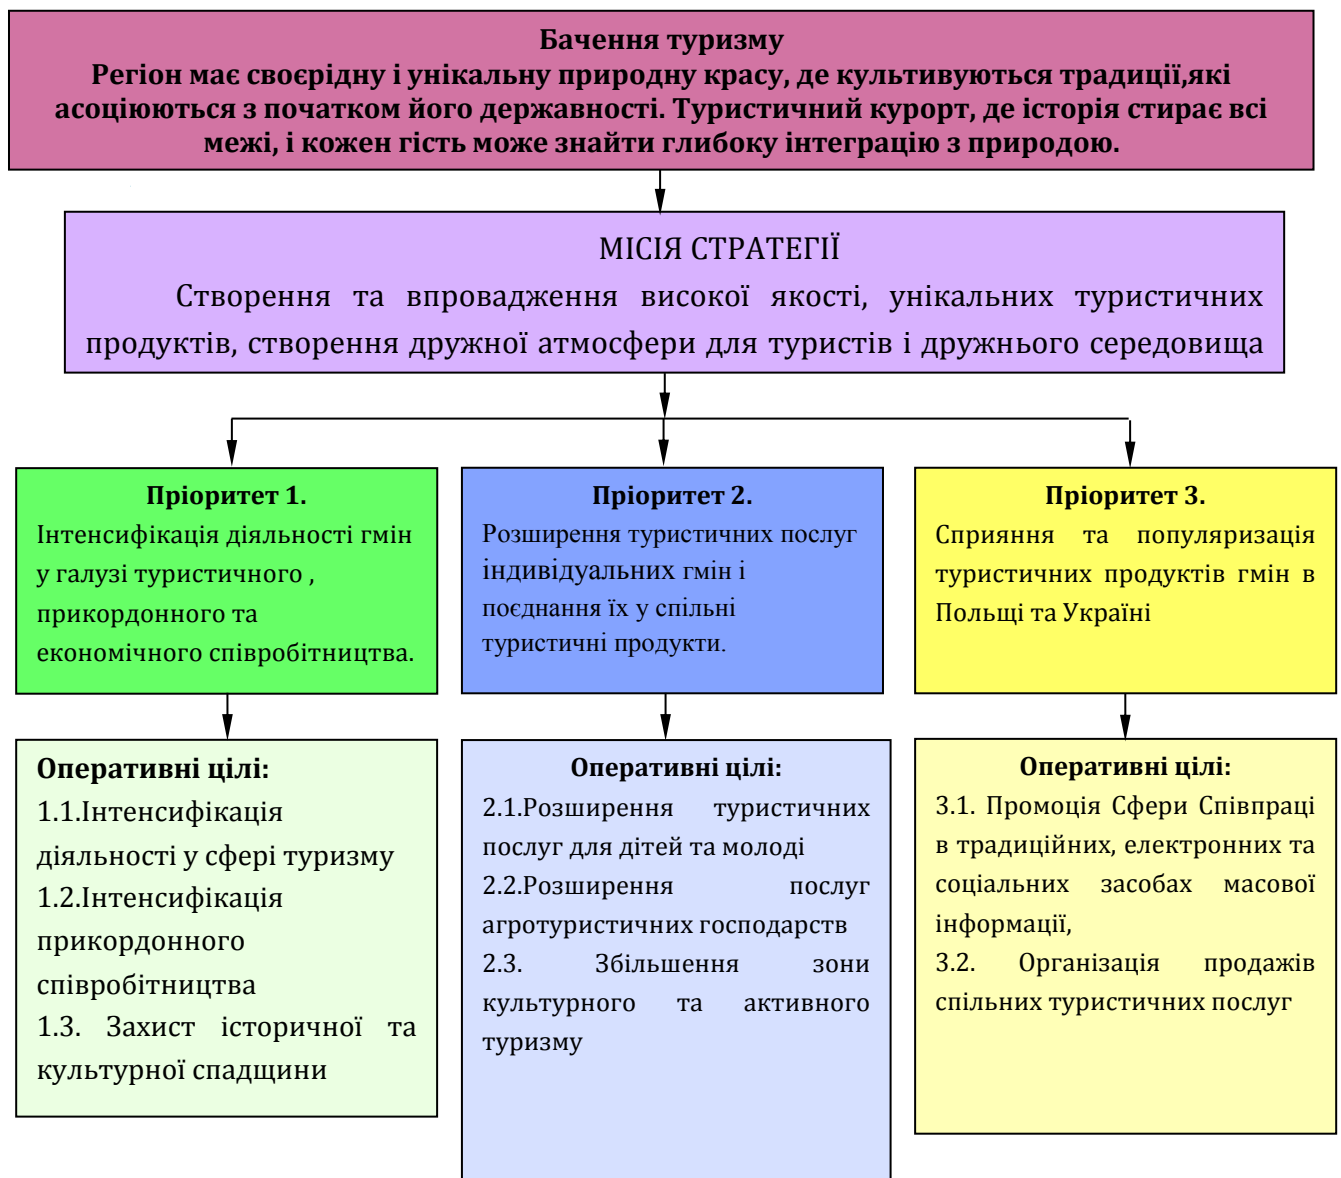 Бачення туризму
Регіон має своєрідну і унікальну природну красу, де культивуються традиції,які
асоціюються з початком його державності. Туристичний курорт, де історія стирає всі
межі, і кожен гість може знайти глибоку інтеграцію з природою.
МІСІЯ СТРАТЕГІЇ
Створення та впровадження високої якості, унікальних туристичних
продуктів, створення дружної атмосфери для туристів і дружнього середовища
Пріоритет 1.
Інтенсифікація діяльності гмін
у галузі туристичного ,
прикордонного та
економічного співробітництва.
Пріоритет 2.
Розширення туристичних послуг
індивідуальних гмін і
поєднання їх у спільні
туристичні продукти.
Пріоритет 3.
Сприяння та популяризація
туристичних продуктів гмін в
Польщі та Україні
Оперативні цілі:
1.1.Інтенсифікація
діяльності у сфері туризму
1.2.Інтенсифікація
прикордонного
співробітництва
1.3. Захист історичної та
культурної спадщини
Оперативні цілі:
2.1.Розширення туристичних
послуг для дітей та молоді
2.2.Розширення послуг
агротуристичних господарств
2.3. Збільшення зони
культурного та активного
туризму
Оперативні цілі:
3.1. Промоція Сфери Співпраці
в традиційних, електронних та
соціальних засобах масової
інформації,
3.2. Організація продажів
спільних туристичних послуг